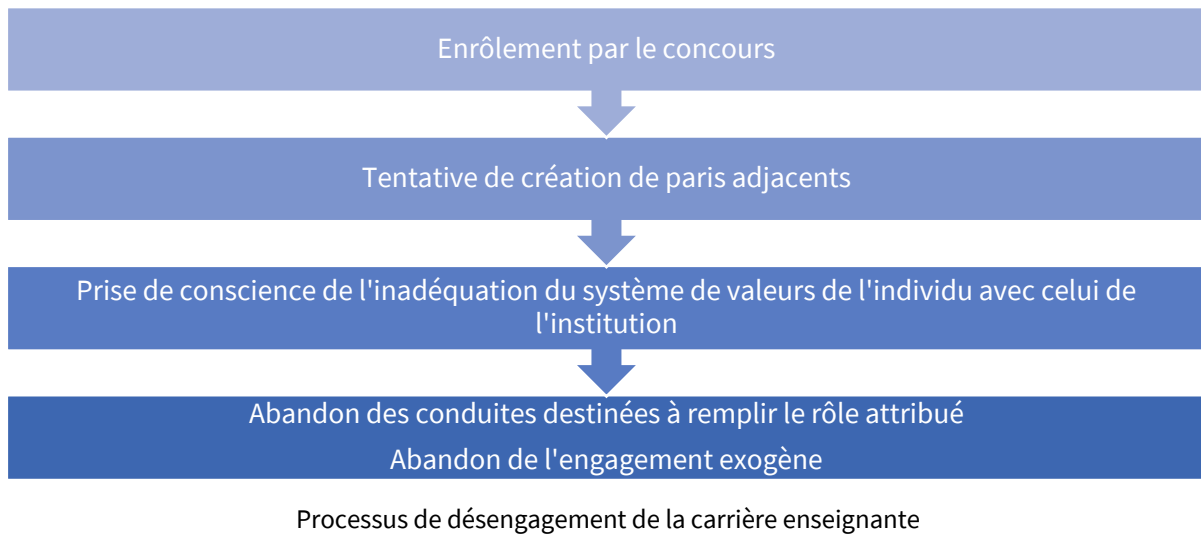 Enrôlement par le concours
Tentative de création de paris adjacents
Prise de conscience de l'inadéquation du système de valeurs de l'individu avec celui de
l'institution
Abandon des conduites destinées à remplir le rôle attribué
Abandon de l'engagement exogène
Processus de désengagement de la carrière enseignante